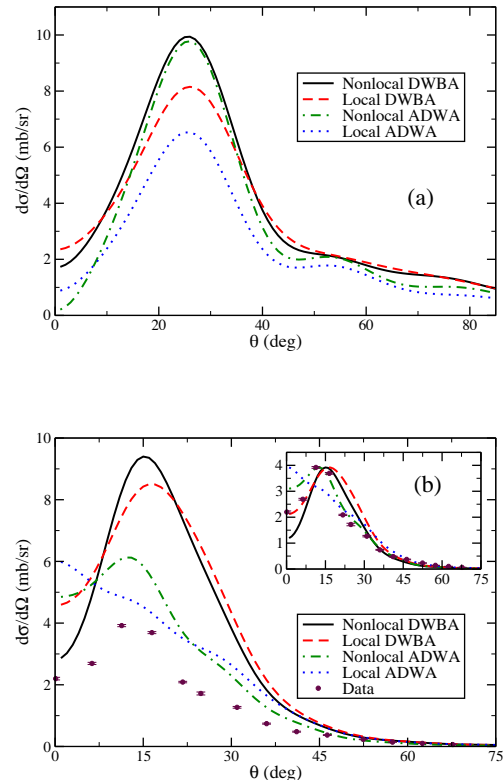 10
8
6
4
2
0
dσ/dΩ (mb/sr)
Nonlocal DWBA
Local DWBA
Nonlocal ADWA
Local ADWA
(a)
0 20 40 60 80
θ (deg)
10
8
6
4
2
0
dσ/dΩ (mb/sr)
4
3
2
1
0
(b)
0 15 30 45 60 75
Nonlocal DWBA
Local DWBA
Nonlocal ADWA
Local ADWA
Data
0 15 30 45 60 75
θ (deg)